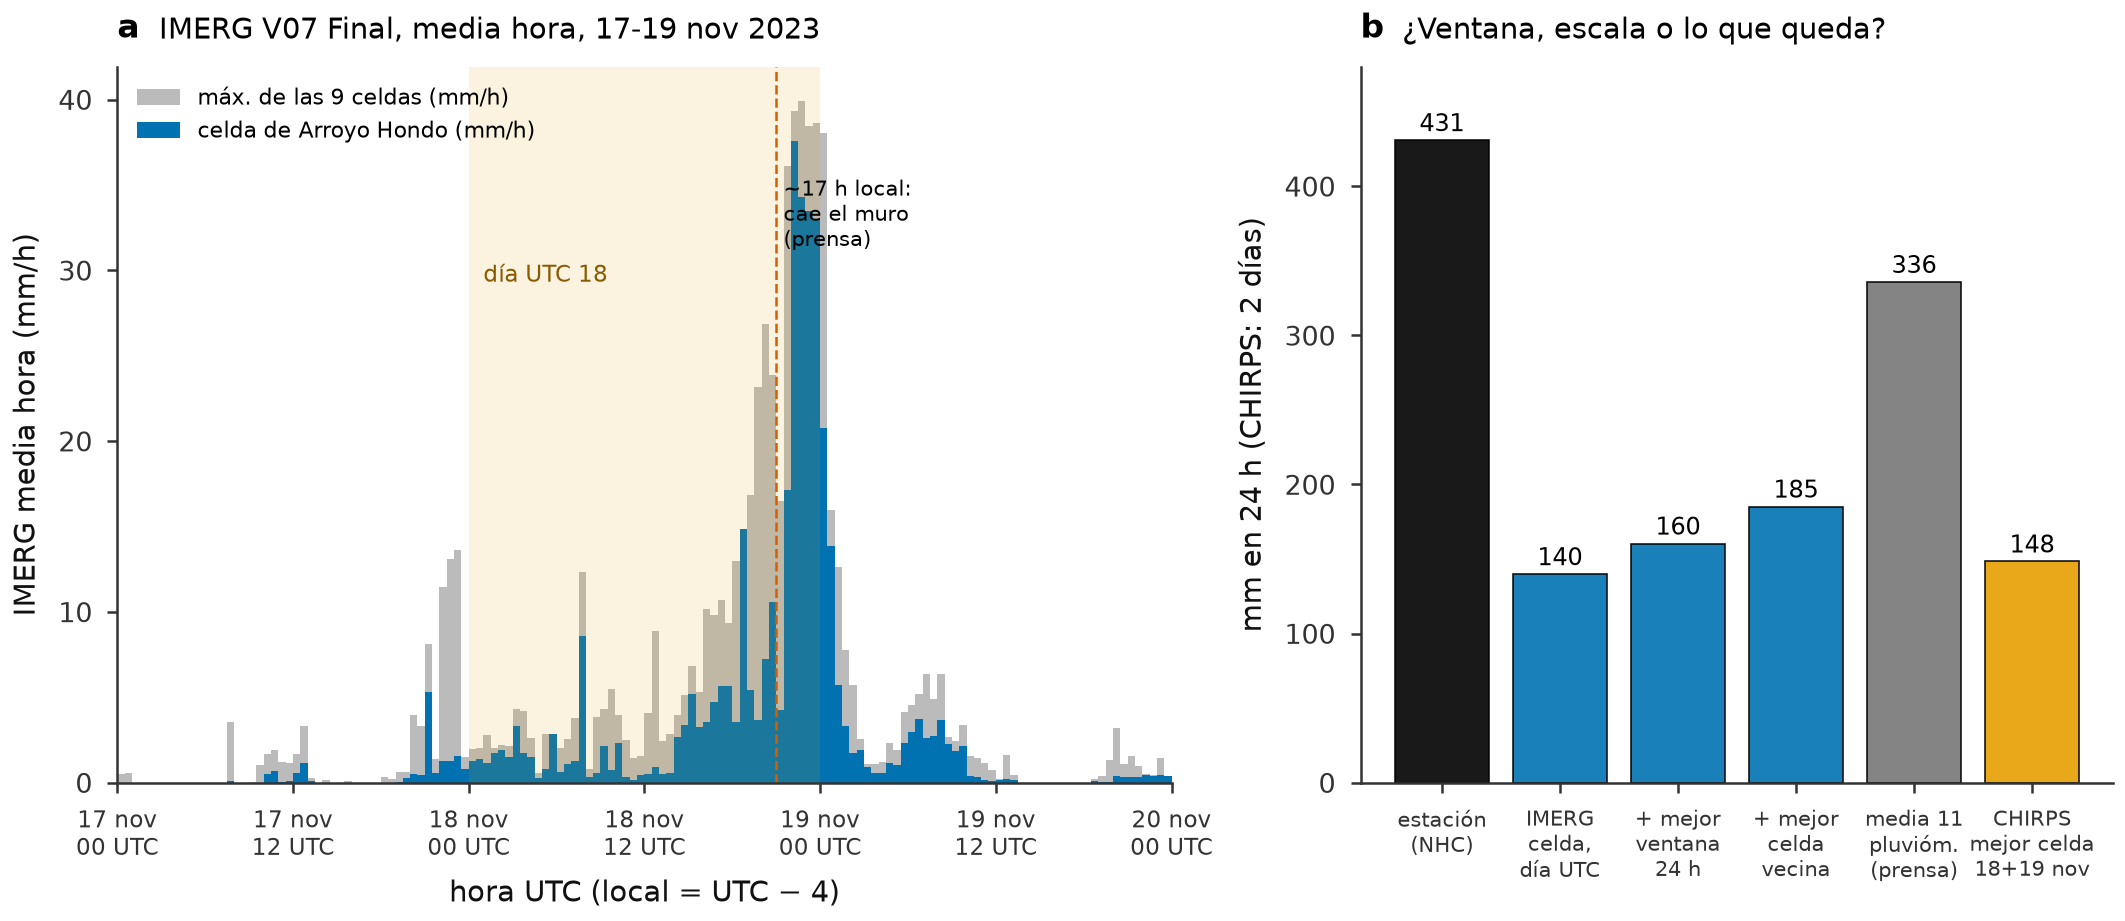 a IMERG V07 Final, media hora, 17-19 nov 2023
máx. de las 9 celdas (mm/h)
celda de Arroyo Hondo (mm/h)
día UTC 18
~17 h local:
cae el muro
(prensa)
IMERG media hora (mm/h)
40
30
20
10
0
17 nov
00 UTC
17 nov
12 UTC
18 nov
00 UTC
18 nov
12 UTC
19 nov
00 UTC
19 nov
12 UTC
20 nov
00 UTC
hora UTC (local = UTC − 4)
b ¿Ventana, escala o lo que queda?
mm en 24 h (CHIRPS: 2 días)
400
300
200
100
0
431
140
160
185
336
148
estación
(NHC)
IMERG
celda,
día UTC
+ mejor
ventana
24 h
+ mejor
celda
vecina
media 11
pluvióm.
(prensa)
CHIRPS
mejor celda
18+19 nov